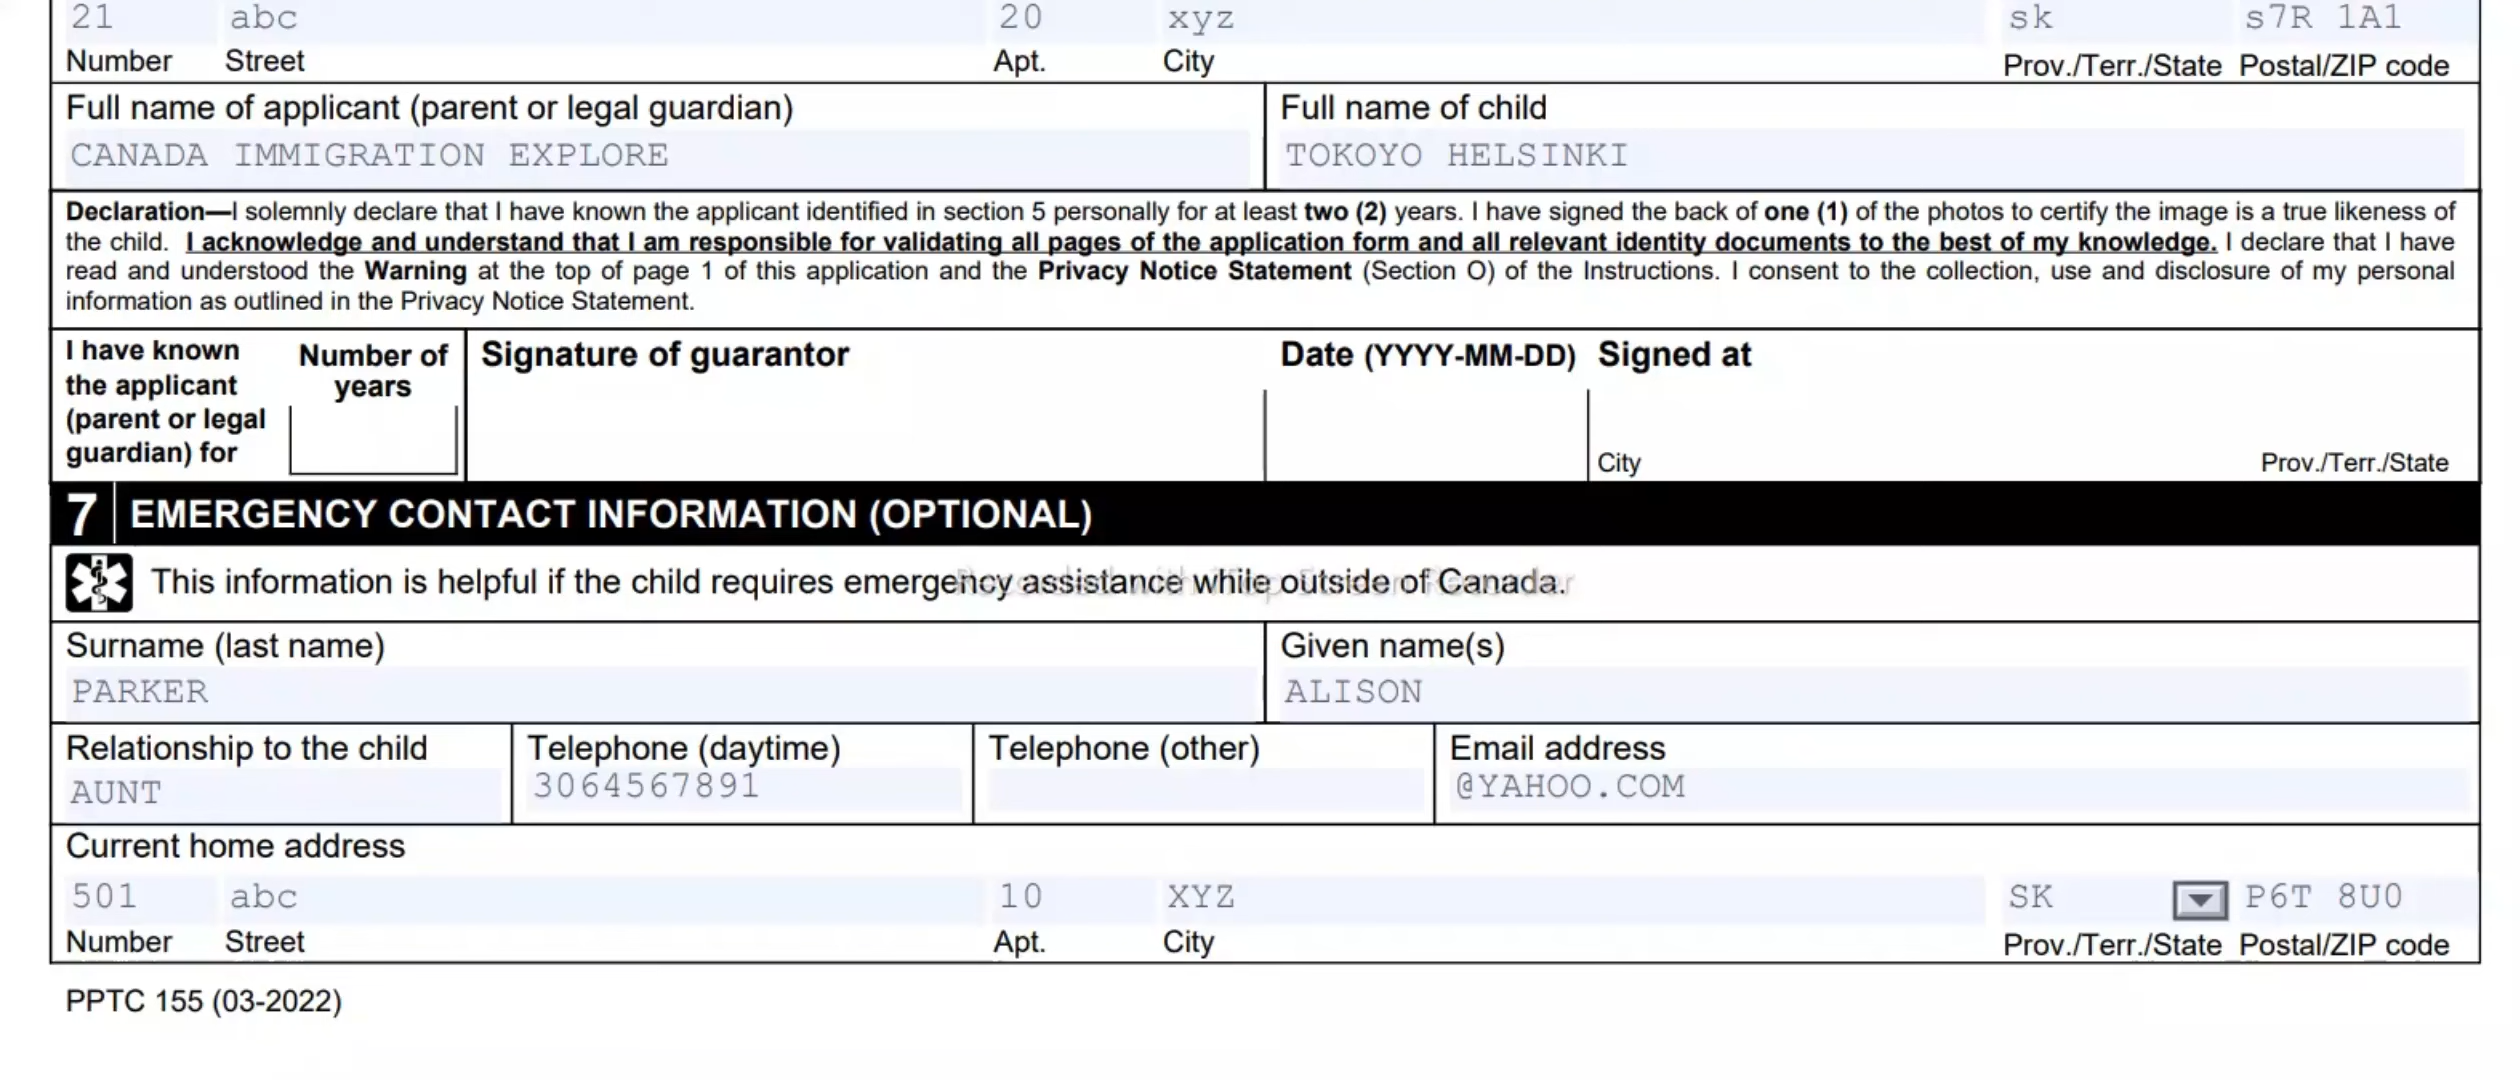 21 abc 20 xyz sk s7R 1A1
Number Street Apt. City Prov./Terr./State Postal/ZIP code
Full name of applicant (parent or legal guardian) Full name of child
CANADA IMMIGRATION EXPLORE TOKOYO HELSINKI
Declaration—I solemnly declare that I have known the applicant identified in section 5 personally for at least two (2) years. I have signed the back of one (1) of the photos to certify the image is a true likeness of
the child. I acknowledge and understand that I am responsible for validating all pages of the application form and all relevant identity documents to the best of my knowledge. I declare that I have
read and understood the Warning at the top of page 1 of this application and the Privacy Notice Statement (Section O) of the Instructions. I consent to the collection, use and disclosure of my personal
information as outlined in the Privacy Notice Statement.
I have known
the applicant
(parent or legal
guardian) for
Number of
years
Signature of guarantor Date (YYYY-MM-DD) Signed at
City Prov./Terr./State
7 EMERGENCY CONTACT INFORMATION (OPTIONAL)
This information is helpful if the child requires emergency assistance while outside of Canada.
Recorded with iTop Screen Recorder
Surname (last name) Given name(s)
PARKER ALISON
Relationship to the child Telephone (daytime) Telephone (other) Email address
AUNT 3064567891 @YAHOO.COM
Current home address
501 abc 10 XYZ SK P6T 8U0
Number Street Apt. City Prov./Terr./State Postal/ZIP code
PPTC 155 (03-2022)